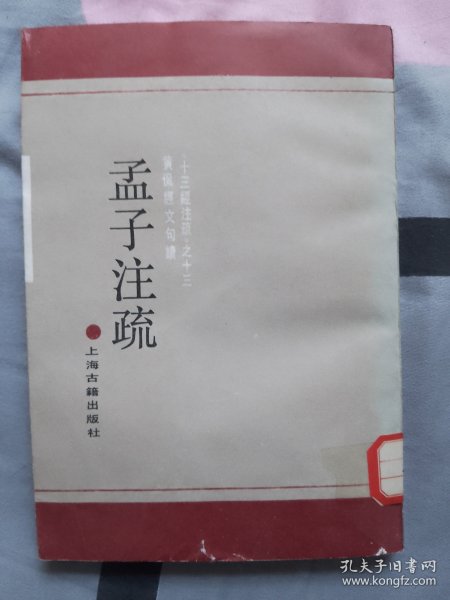 十三經注疏之十三
黃侃經文句讀
孟子注疏
上海古籍出版社
孔夫子旧书网
www.kongfz.com